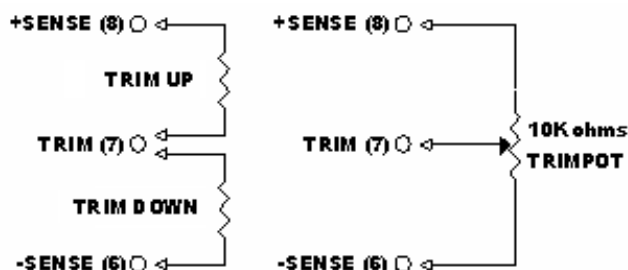 +SENSE (8)
TRIM UP
TRIM (7)
TRIM DOWN
-SENSE (6)
+SENSE (8)
TRIM (7)
10K ohms
TRIMPOT
-SENSE (6)